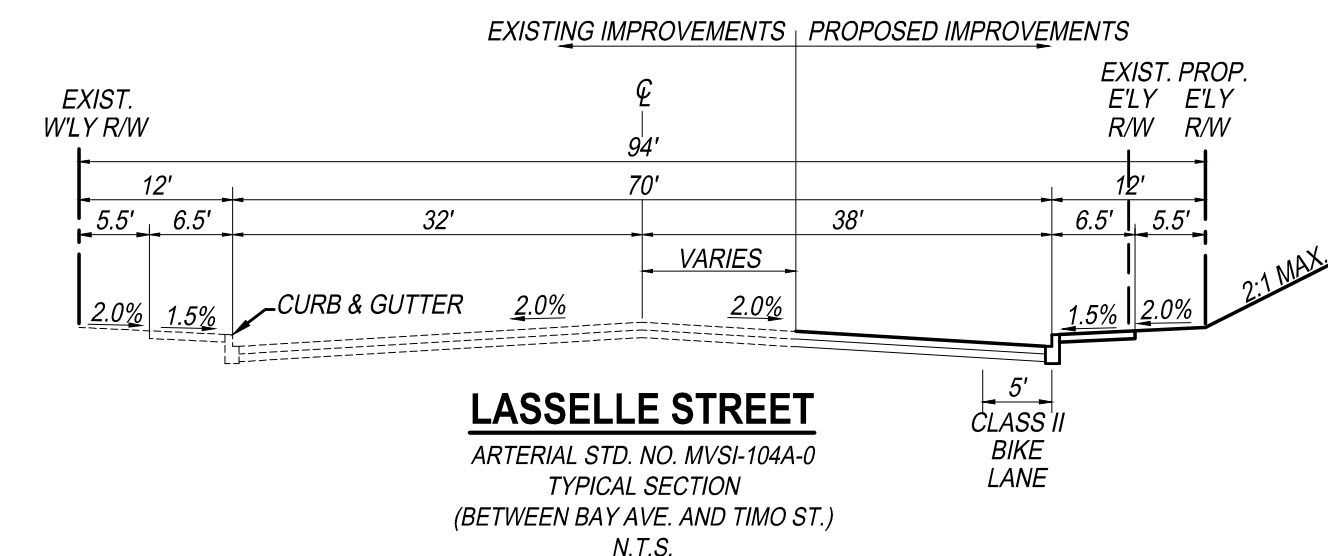 EXISTING IMPROVEMENTS PROPOSED IMPROVEMENTS
EXIST. W'LY R/W
℄
EXIST. E'LY R/W
PROP. E'LY R/W
94'
12' 70' 12'
5.5' 6.5' 32' 38' 6.5' 5.5'
VARIES
2.0% 1.5% CURB & GUTTER 2.0% 2.0% 1.5% 2.0% 2:1 MAX.
5'
CLASS II
BIKE
LANE
LASSELLE STREET
ARTERIAL STD. NO. MVSI-104A-0
TYPICAL SECTION
(BETWEEN BAY AVE. AND TIMO ST.)
N.T.S.